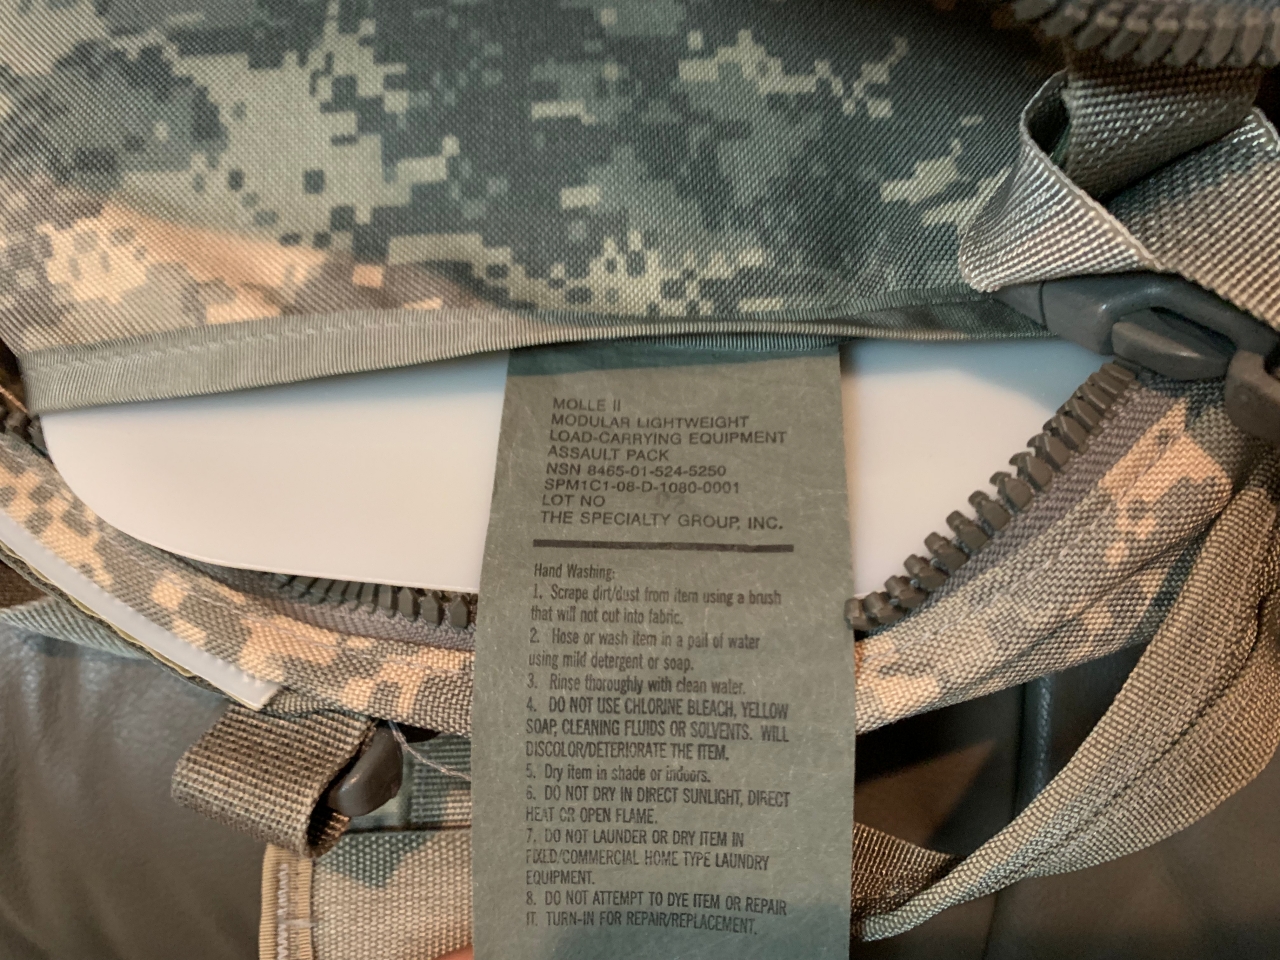 MOLLE II
MODULAR LIGHTWEIGHT
LOAD-CARRYING EQUIPMENT
ASSAULT PACK
NSN 8465-01-524-5250
SPM1C1-08-D-1080-0001
LOT NO
THE SPECIALTY GROUP, INC.
Hand Washing:
1. Scrape dirt/dust from item using a brush
that will not cut into fabric.
2. Hose or wash item in a pail of water
using mild detergent or soap.
3. Rinse thoroughly with clean water.
4. DO NOT USE CHLORINE BLEACH, YELLOW
SOAP, CLEANING FLUIDS OR SOLVENTS. WILL
DISCOLOR/DETERIORATE THE ITEM.
5. Dry item in shade or indoors.
6. DO NOT DRY IN DIRECT SUNLIGHT, DIRECT
HEAT OR OPEN FLAME.
7. DO NOT LAUNDER OR DRY ITEM IN
FIXED/COMMERCIAL HOME TYPE LAUNDRY
EQUIPMENT.
8. DO NOT ATTEMPT TO DYE ITEM OR REPAIR
IT. TURN-IN FOR REPAIR/REPLACEMENT.